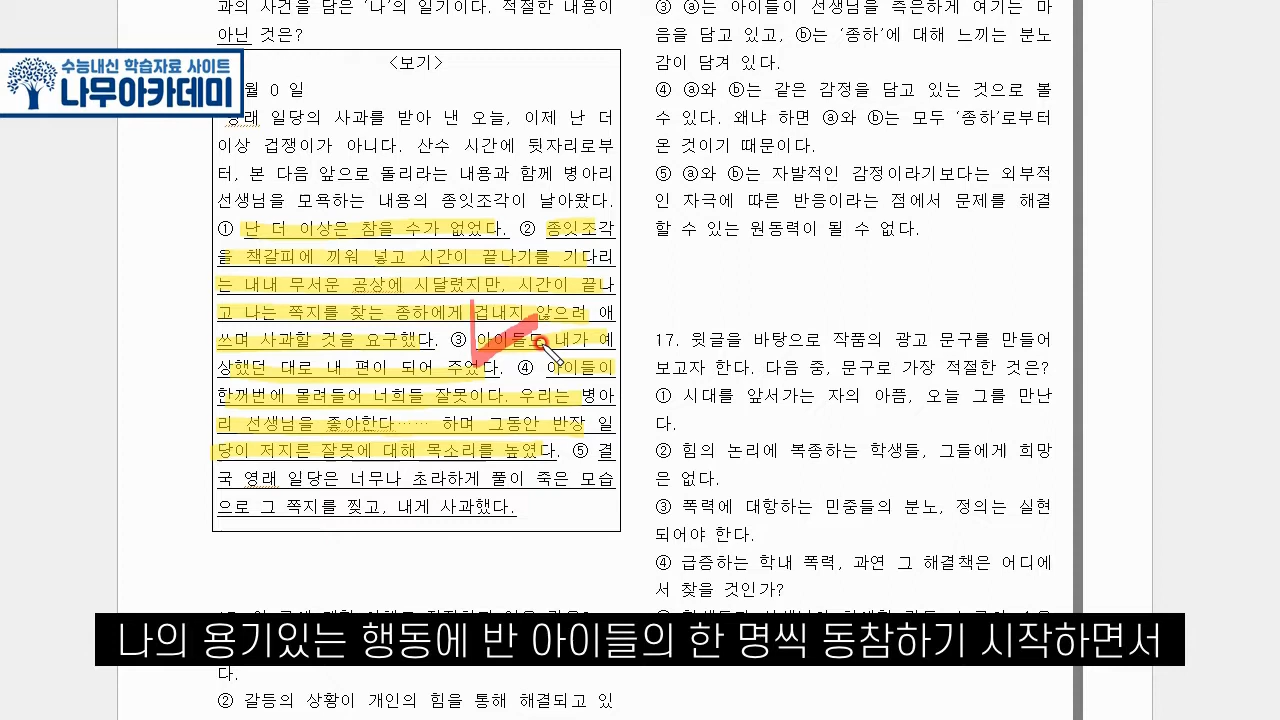 과의 사건을 담은 '나'의 일기이다. 적절한 내용이
아닌 것은?
<보기>
월 0 일
영래 일당의 사과를 받아 낸 오늘, 이제 난 더
이상 겁쟁이가 아니다. 산수 시간에 뒷자리로부
터, 본 다음 앞으로 돌리라는 내용과 함께 병아리
선생님을 모욕하는 내용의 종잇조각이 날아왔다.
① 난 더 이상은 참을 수가 없었다. ② 종잇조각
을 책갈피에 끼워 넣고 시간이 끝나기를 기다리
는 내내 무서운 공상에 시달렸지만, 시간이 끝나
고 나는 쪽지를 찾는 종하에게 겁내지 않으려 애
쓰며 사과할 것을 요구했다. ③ 아이들도 내가 예
상했던 대로 내 편이 되어 주었다. ④ 아이들이
한꺼번에 몰려들어 너희들 잘못이다. 우리는 병아
리 선생님을 좋아한다…… 하며 그동안 반장 일
당이 저지른 잘못에 대해 목소리를 높였다. ⑤ 결
국 영래 일당은 너무나 초라하게 풀이 죽은 모습
으로 그 쪽지를 찢고, 내게 사과했다.
다.
② 갈등의 상황이 개인의 힘을 통해 해결되고 있
③ ⓐ는 아이들이 선생님을 측은하게 여기는 마
음을 담고 있고, ⓑ는 '종하'에 대해 느끼는 분노
감이 담겨 있다.
④ ⓐ와 ⓑ는 같은 감정을 담고 있는 것으로 볼
수 있다. 왜냐 하면 ⓐ와 ⓑ는 모두 '종하'로부터
온 것이기 때문이다.
⑤ ⓐ와 ⓑ는 자발적인 감정이라기보다는 외부적
인 자극에 따른 반응이라는 점에서 문제를 해결
할 수 있는 원동력이 될 수 없다.
17. 윗글을 바탕으로 작품의 광고 문구를 만들어
보고자 한다. 다음 중, 문구로 가장 적절한 것은?
① 시대를 앞서가는 자의 아픔, 오늘 그를 만난
다.
② 힘의 논리에 복종하는 학생들, 그들에게 희망
은 없다.
③ 폭력에 대항하는 민중들의 분노, 정의는 실현
되어야 한다.
④ 급증하는 학내 폭력, 과연 그 해결책은 어디에
서 찾을 것인가?
수능내신 학습자료 사이트
나무아카데미
나의 용기있는 행동에 반 아이들의 한 명씩 동참하기 시작하면서